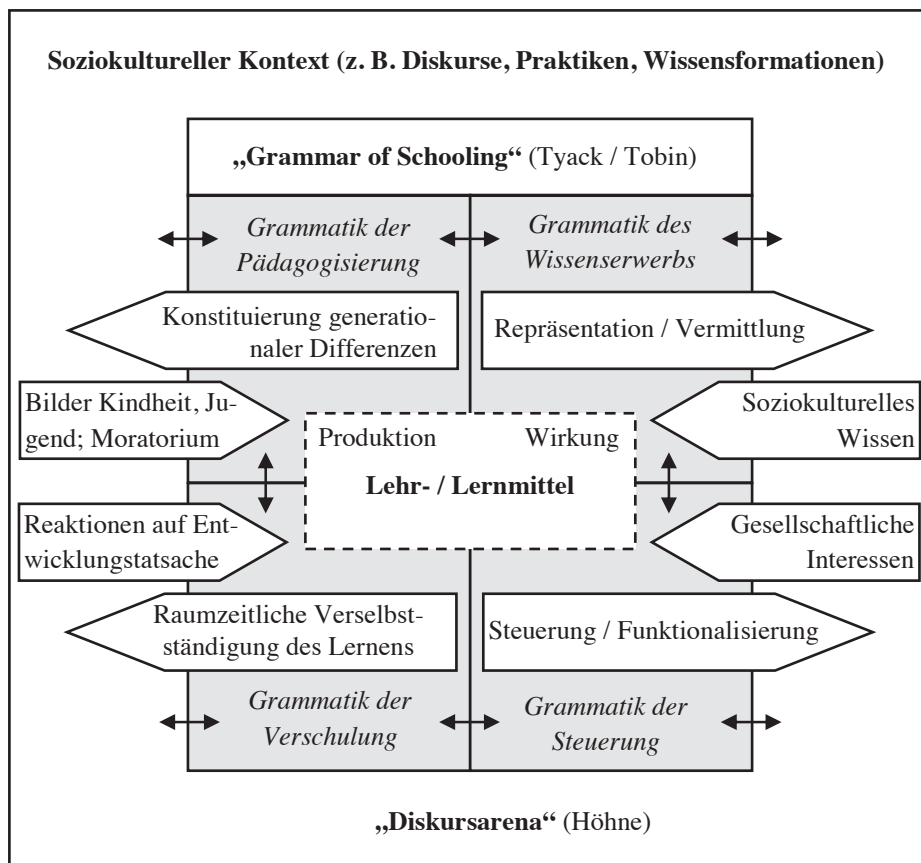 Soziokultureller Kontext (z. B. Diskurse, Praktiken, Wissensformationen)
„Grammar of Schooling“ (Tyack / Tobin)
Grammatik der
Pädagogisierung
Grammatik des
Wissenserwerbs
Konstituierung generatio-
naler Differenzen
Repräsentation / Vermittlung
Bilder Kindheit, Ju-
gend; Moratorium
Soziokulturelles
Wissen
Produktion
Wirkung
Lehr- / Lernmittel
Reaktionen auf Ent-
wicklungstatsache
Gesellschaftliche
Interessen
Raumzeitliche Verselbst-
ständigung des Lernens
Steuerung / Funktionalisierung
Grammatik der
Verschulung
Grammatik der
Steuerung
„Diskursarena“ (Höhne)